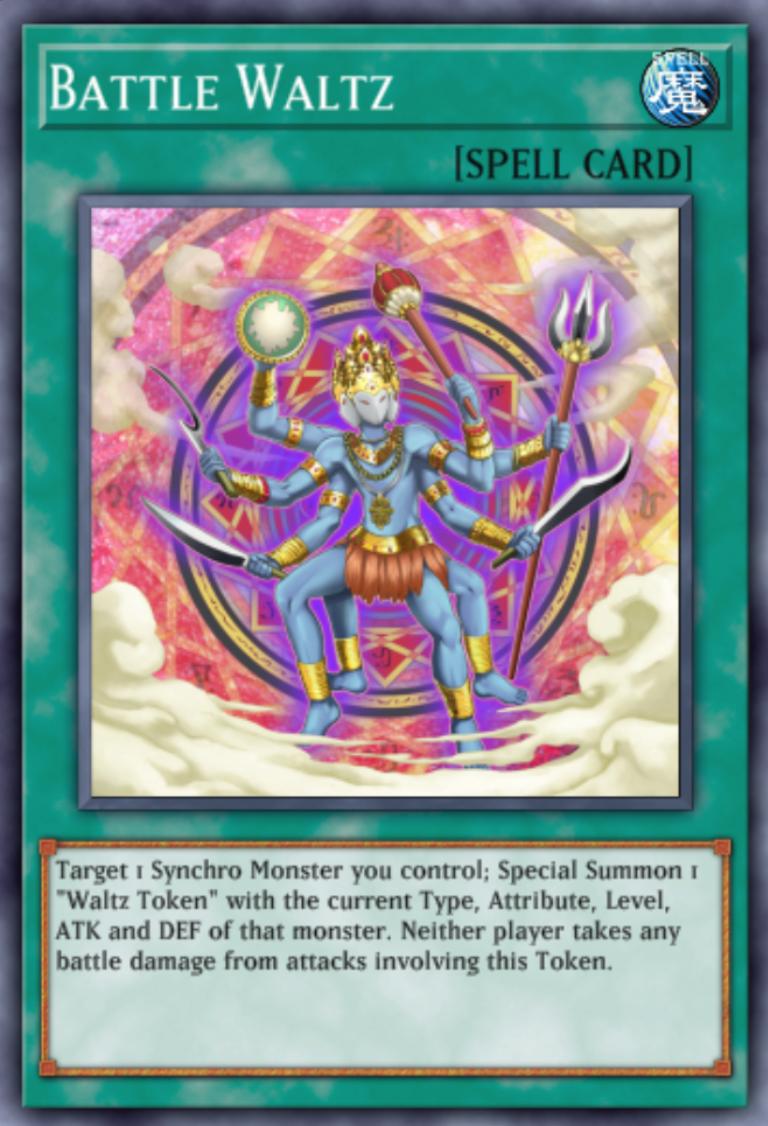 BATTLE WALTZ
SPELL
魔
[SPELL CARD]
Target 1 Synchro Monster you control; Special Summon 1
"Waltz Token" with the current Type, Attribute, Level,
ATK and DEF of that monster. Neither player takes any
battle damage from attacks involving this Token.